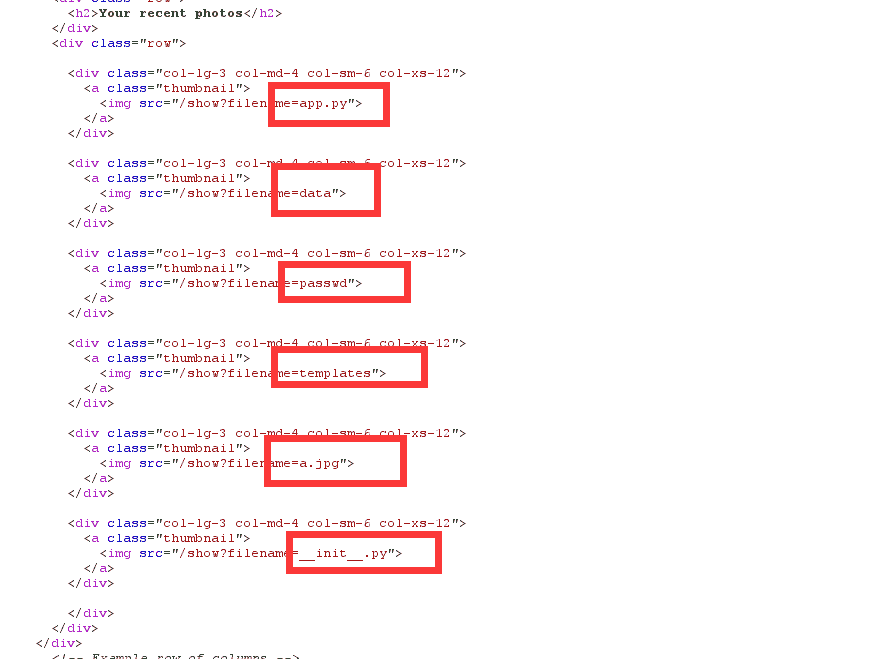 <div class="row">
<h2>Your recent photos</h2>
</div>
<div class="row">
<div class="col-lg-3 col-md-4 col-sm-6 col-xs-12">
<a class="thumbnail">
<img src="/show?filename=app.py">
</a>
</div>
<div class="col-lg-3 col-md-4 col-sm-6 col-xs-12">
<a class="thumbnail">
<img src="/show?filename=data">
</a>
</div>
<div class="col-lg-3 col-md-4 col-sm-6 col-xs-12">
<a class="thumbnail">
<img src="/show?filename=passwd">
</a>
</div>
<div class="col-lg-3 col-md-4 col-sm-6 col-xs-12">
<a class="thumbnail">
<img src="/show?filename=templates">
</a>
</div>
<div class="col-lg-3 col-md-4 col-sm-6 col-xs-12">
<a class="thumbnail">
<img src="/show?filename=a.jpg">
</a>
</div>
<div class="col-lg-3 col-md-4 col-sm-6 col-xs-12">
<a class="thumbnail">
<img src="/show?filename=__init__.py">
</a>
</div>
</div>
</div>
</div>
<!-- Example row of columns -->